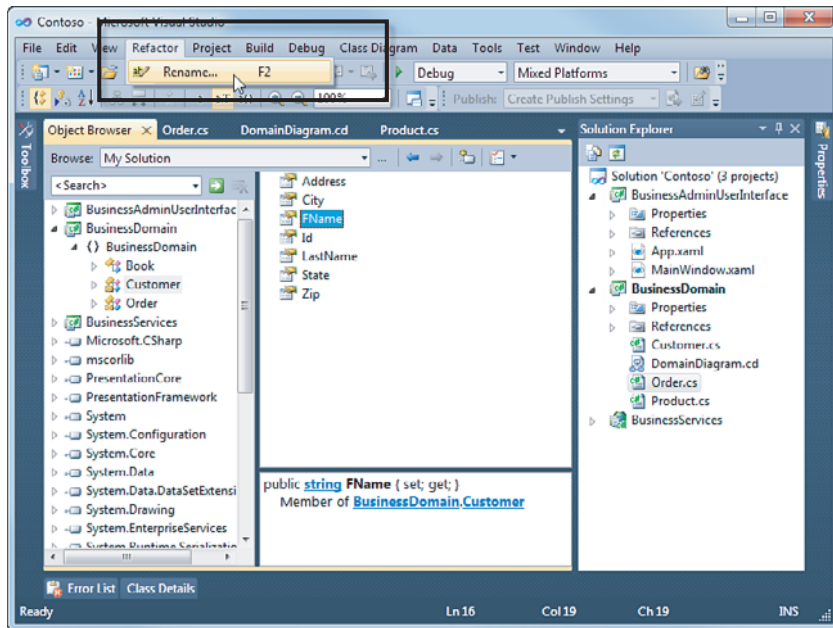 Contoso - Microsoft Visual Studio
File Edit View Refactor Project Build Debug Class Diagram Data Tools Test Window Help
Rename... F2
Debug Mixed Platforms
100% Publish: Create Publish Settings
Toolbox
Object Browser Order.cs DomainDiagram.cd Product.cs
Browse: My Solution
<Search>
BusinessAdminUserInterfac
BusinessDomain
{} BusinessDomain
Book
Customer
Order
BusinessServices
Microsoft.CSharp
mscorlib
PresentationCore
PresentationFramework
System
System.Configuration
System.Core
System.Data
System.Data.DataSetExtensi
System.Drawing
System.EnterpriseServices
System.Runtime.Serializatio
Address
City
FName
Id
LastName
State
Zip
public string FName { set; get; }
Member of BusinessDomain.Customer
Solution Explorer
Solution 'Contoso' (3 projects)
BusinessAdminUserInterface
Properties
References
App.xaml
MainWindow.xaml
BusinessDomain
Properties
References
Customer.cs
DomainDiagram.cd
Order.cs
Product.cs
BusinessServices
Properties
Error List Class Details
Ready Ln 16 Col 19 Ch 19 INS